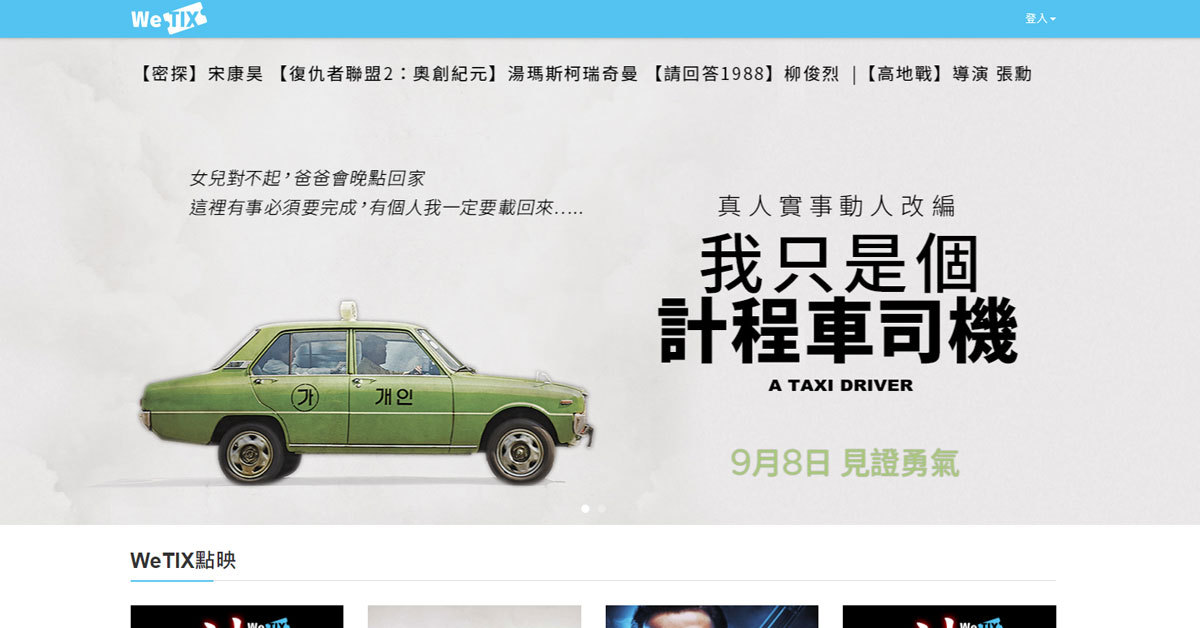 WeTIX
登入
【密探】宋康昊 【復仇者聯盟2：奧創紀元】湯瑪斯柯瑞奇曼 【請回答1988】柳俊烈 |【高地戰】導演 張勳
女兒對不起，爸爸會晚點回家
這裡有事必須要完成，有個人我一定要載回來.....
真人實事動人改編
我只是個
計程車司機
A TAXI DRIVER
가 개인
9月8日 見證勇氣
WeTIX點映
WeTIX
WeTIX